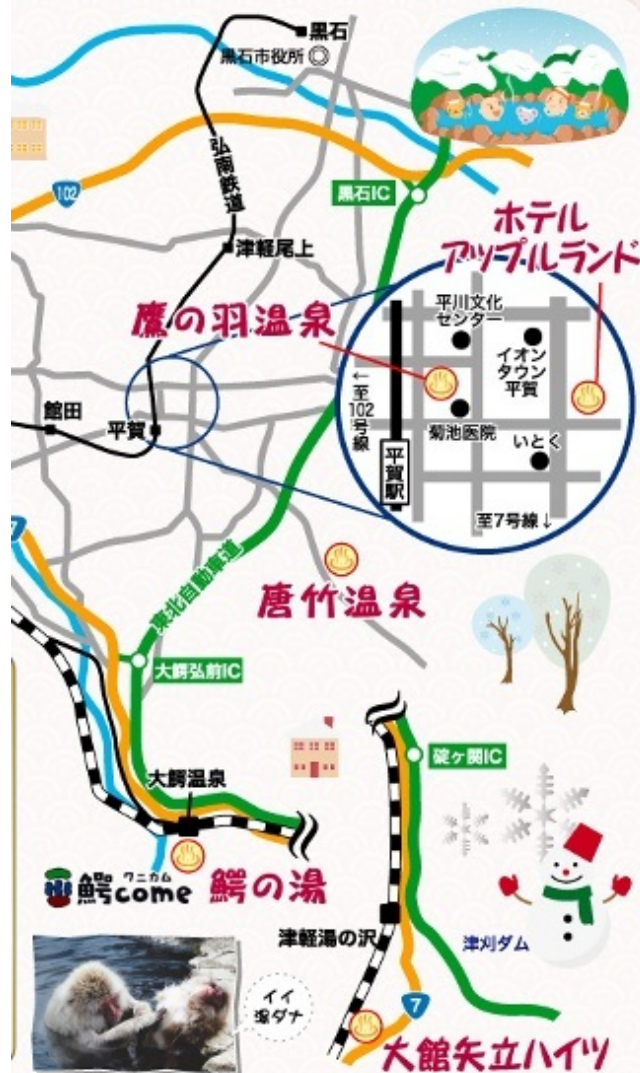 黒石
黒石市役所
102
弘南鉄道
黒石IC
津軽尾上
ホテル
アップルランド
鷹の羽温泉
平川文化
センター
イオン
タウン
平賀
←至
102
号線
菊池医院
いとく
平賀駅
至7号線↓
館田
平賀
7
東北自動車道
唐竹温泉
大鰐弘前IC
碇ヶ関IC
大鰐温泉
ワニカム
鰐come
鰐の湯
津軽湯の沢
津刈ダム
イイ
湯ダナ
7
大館矢立ハイツ